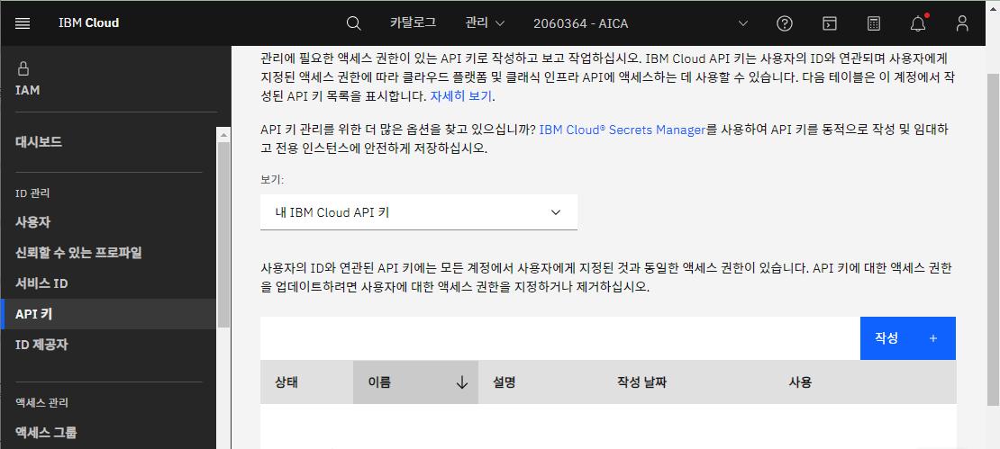 IBM Cloud
카탈로그
관리
2060364 - AICA
IAM
대시보드
ID 관리
사용자
신뢰할 수 있는 프로파일
서비스 ID
API 키
ID 제공자
액세스 관리
액세스 그룹
관리에 필요한 액세스 권한이 있는 API 키로 작성하고 보고 작업하십시오. IBM Cloud API 키는 사용자의 ID와 연관되며 사용자에게
지정된 액세스 권한에 따라 클라우드 플랫폼 및 클래식 인프라 API에 액세스하는 데 사용할 수 있습니다. 다음 테이블은 이 계정에서 작
성된 API 키 목록을 표시합니다. 자세히 보기.
API 키 관리를 위한 더 많은 옵션을 찾고 있으십니까? IBM Cloud® Secrets Manager를 사용하여 API 키를 동적으로 작성 및 임대하
고 전용 인스턴스에 안전하게 저장하십시오.
보기:
내 IBM Cloud API 키
사용자의 ID와 연관된 API 키에는 모든 계정에서 사용자에게 지정된 것과 동일한 액세스 권한이 있습니다. API 키에 대한 액세스 권한
을 업데이트하려면 사용자에 대한 액세스 권한을 지정하거나 제거하십시오.
작성 +
상태
이름
설명
작성 날짜
사용